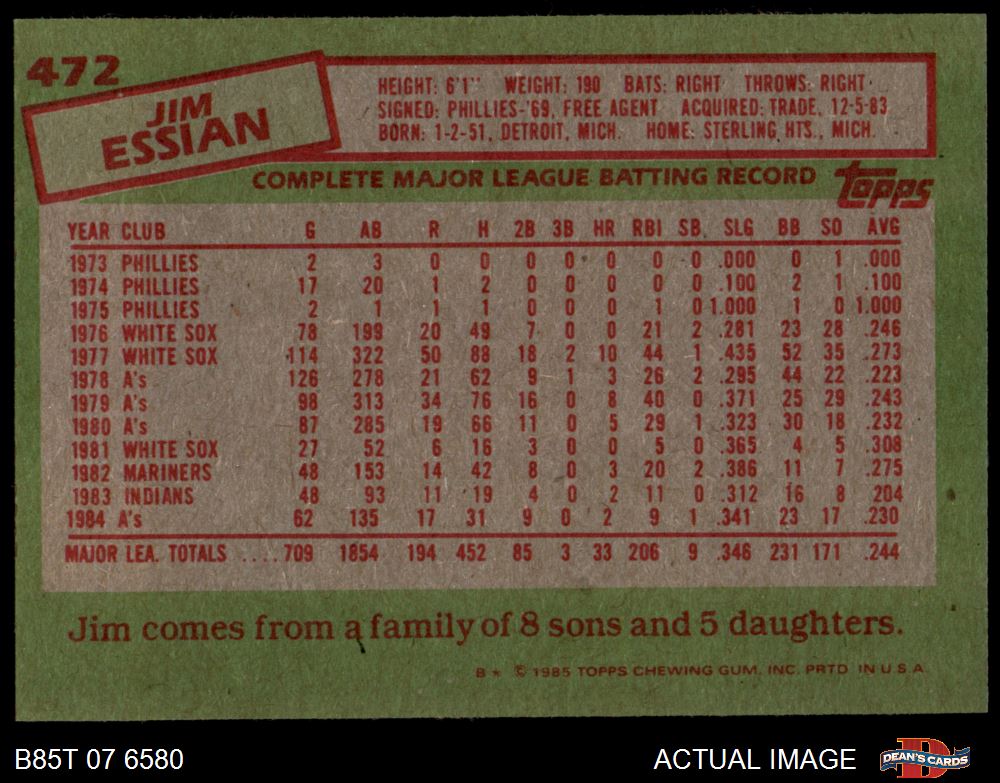 472
JIM
ESSIAN
HEIGHT: 6'1" WEIGHT: 190 BATS: RIGHT THROWS: RIGHT
SIGNED: PHILLIES-'69, FREE AGENT ACQUIRED: TRADE, 12-5-83
BORN: 1-2-51, DETROIT, MICH. HOME: STERLING HTS., MICH.
COMPLETE MAJOR LEAGUE BATTING RECORD
topps
YEAR CLUB G AB R H 2B 3B HR RBI SB SLG BB SO AVG
1973 PHILLIES 2 3 0 0 0 0 0 0 0 .000 0 1 .000
1974 PHILLIES 17 20 1 2 0 0 0 0 0 .100 2 1 .100
1975 PHILLIES 2 1 1 1 0 0 0 1 0 1.000 1 0 1.000
1976 WHITE SOX 78 199 20 49 7 0 0 21 2 .281 23 28 .246
1977 WHITE SOX 114 322 50 88 18 2 10 44 1 .435 52 35 .273
1978 A's 126 278 21 62 9 1 3 26 2 .295 44 22 .223
1979 A's 98 313 34 76 16 0 8 40 0 .371 25 29 .243
1980 A's 87 285 19 66 11 0 5 29 1 .323 30 18 .232
1981 WHITE SOX 27 52 6 16 3 0 0 5 0 .365 4 5 .308
1982 MARINERS 48 153 14 42 8 0 3 20 2 .386 11 7 .275
1983 INDIANS 48 93 11 19 4 0 2 11 0 .312 16 8 .204
1984 A's 62 135 17 31 9 0 2 9 1 .341 23 17 .230
MAJOR LEA. TOTALS ....709 1854 194 452 85 3 33 206 9 .346 231 171 .244
Jim comes from a family of 8 sons and 5 daughters.
B* © 1985 TOPPS CHEWING GUM, INC. PRTD IN U.S.A.
B85T 07 6580 ACTUAL IMAGE DEAN'S CARDS